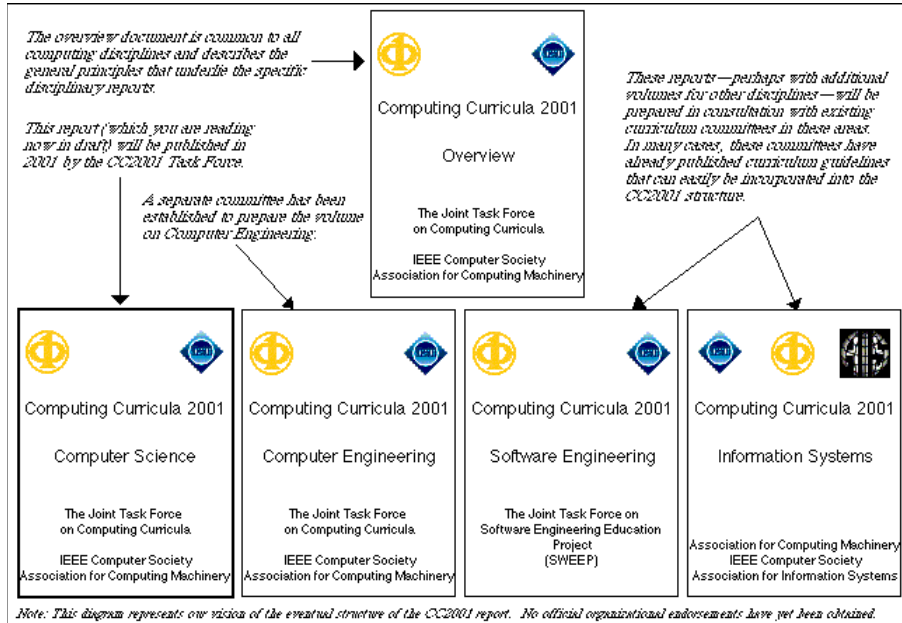 The overview document is common to all
computing disciplines and describes the
general principles that underlie the specific
disciplinary reports.
This report (which you are reading
now in draft) will be published in
2001 by the CC2001 Task Force.
A separate committee has been
established to prepare the volume
on Computer Engineering.
Computing Curricula 2001
Overview
The Joint Task Force
on Computing Curricula
IEEE Computer Society
Association for Computing Machinery
These reports—perhaps with additional
volumes for other disciplines—will be
prepared in consultation with existing
curriculum committees in these areas.
In many cases, these committees have
already published curriculum guidelines
that can easily be incorporated into the
CC2001 structure.
Computing Curricula 2001
Computer Science
The Joint Task Force
on Computing Curricula
IEEE Computer Society
Association for Computing Machinery
Computing Curricula 2001
Computer Engineering
The Joint Task Force
on Computing Curricula
IEEE Computer Society
Association for Computing Machinery
Computing Curricula 2001
Software Engineering
The Joint Task Force on
Software Engineering Education
Project
(SWEEP)
Computing Curricula 2001
Information Systems
Association for Computing Machinery
IEEE Computer Society
Association for Information Systems
Note: This diagram represents our vision of the eventual structure of the CC2001 report. No official organizational endorsements have yet been obtained.